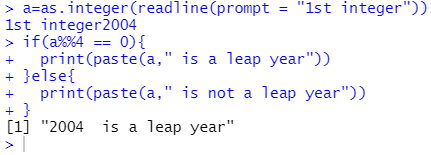 > a=as.integer(readline(prompt = "1st integer"))
1st integer2004
> if(a%%4 == 0){
+   print(paste(a," is a leap year"))
+ }else{
+   print(paste(a," is not a leap year"))
+ }
[1] "2004  is a leap year"
>